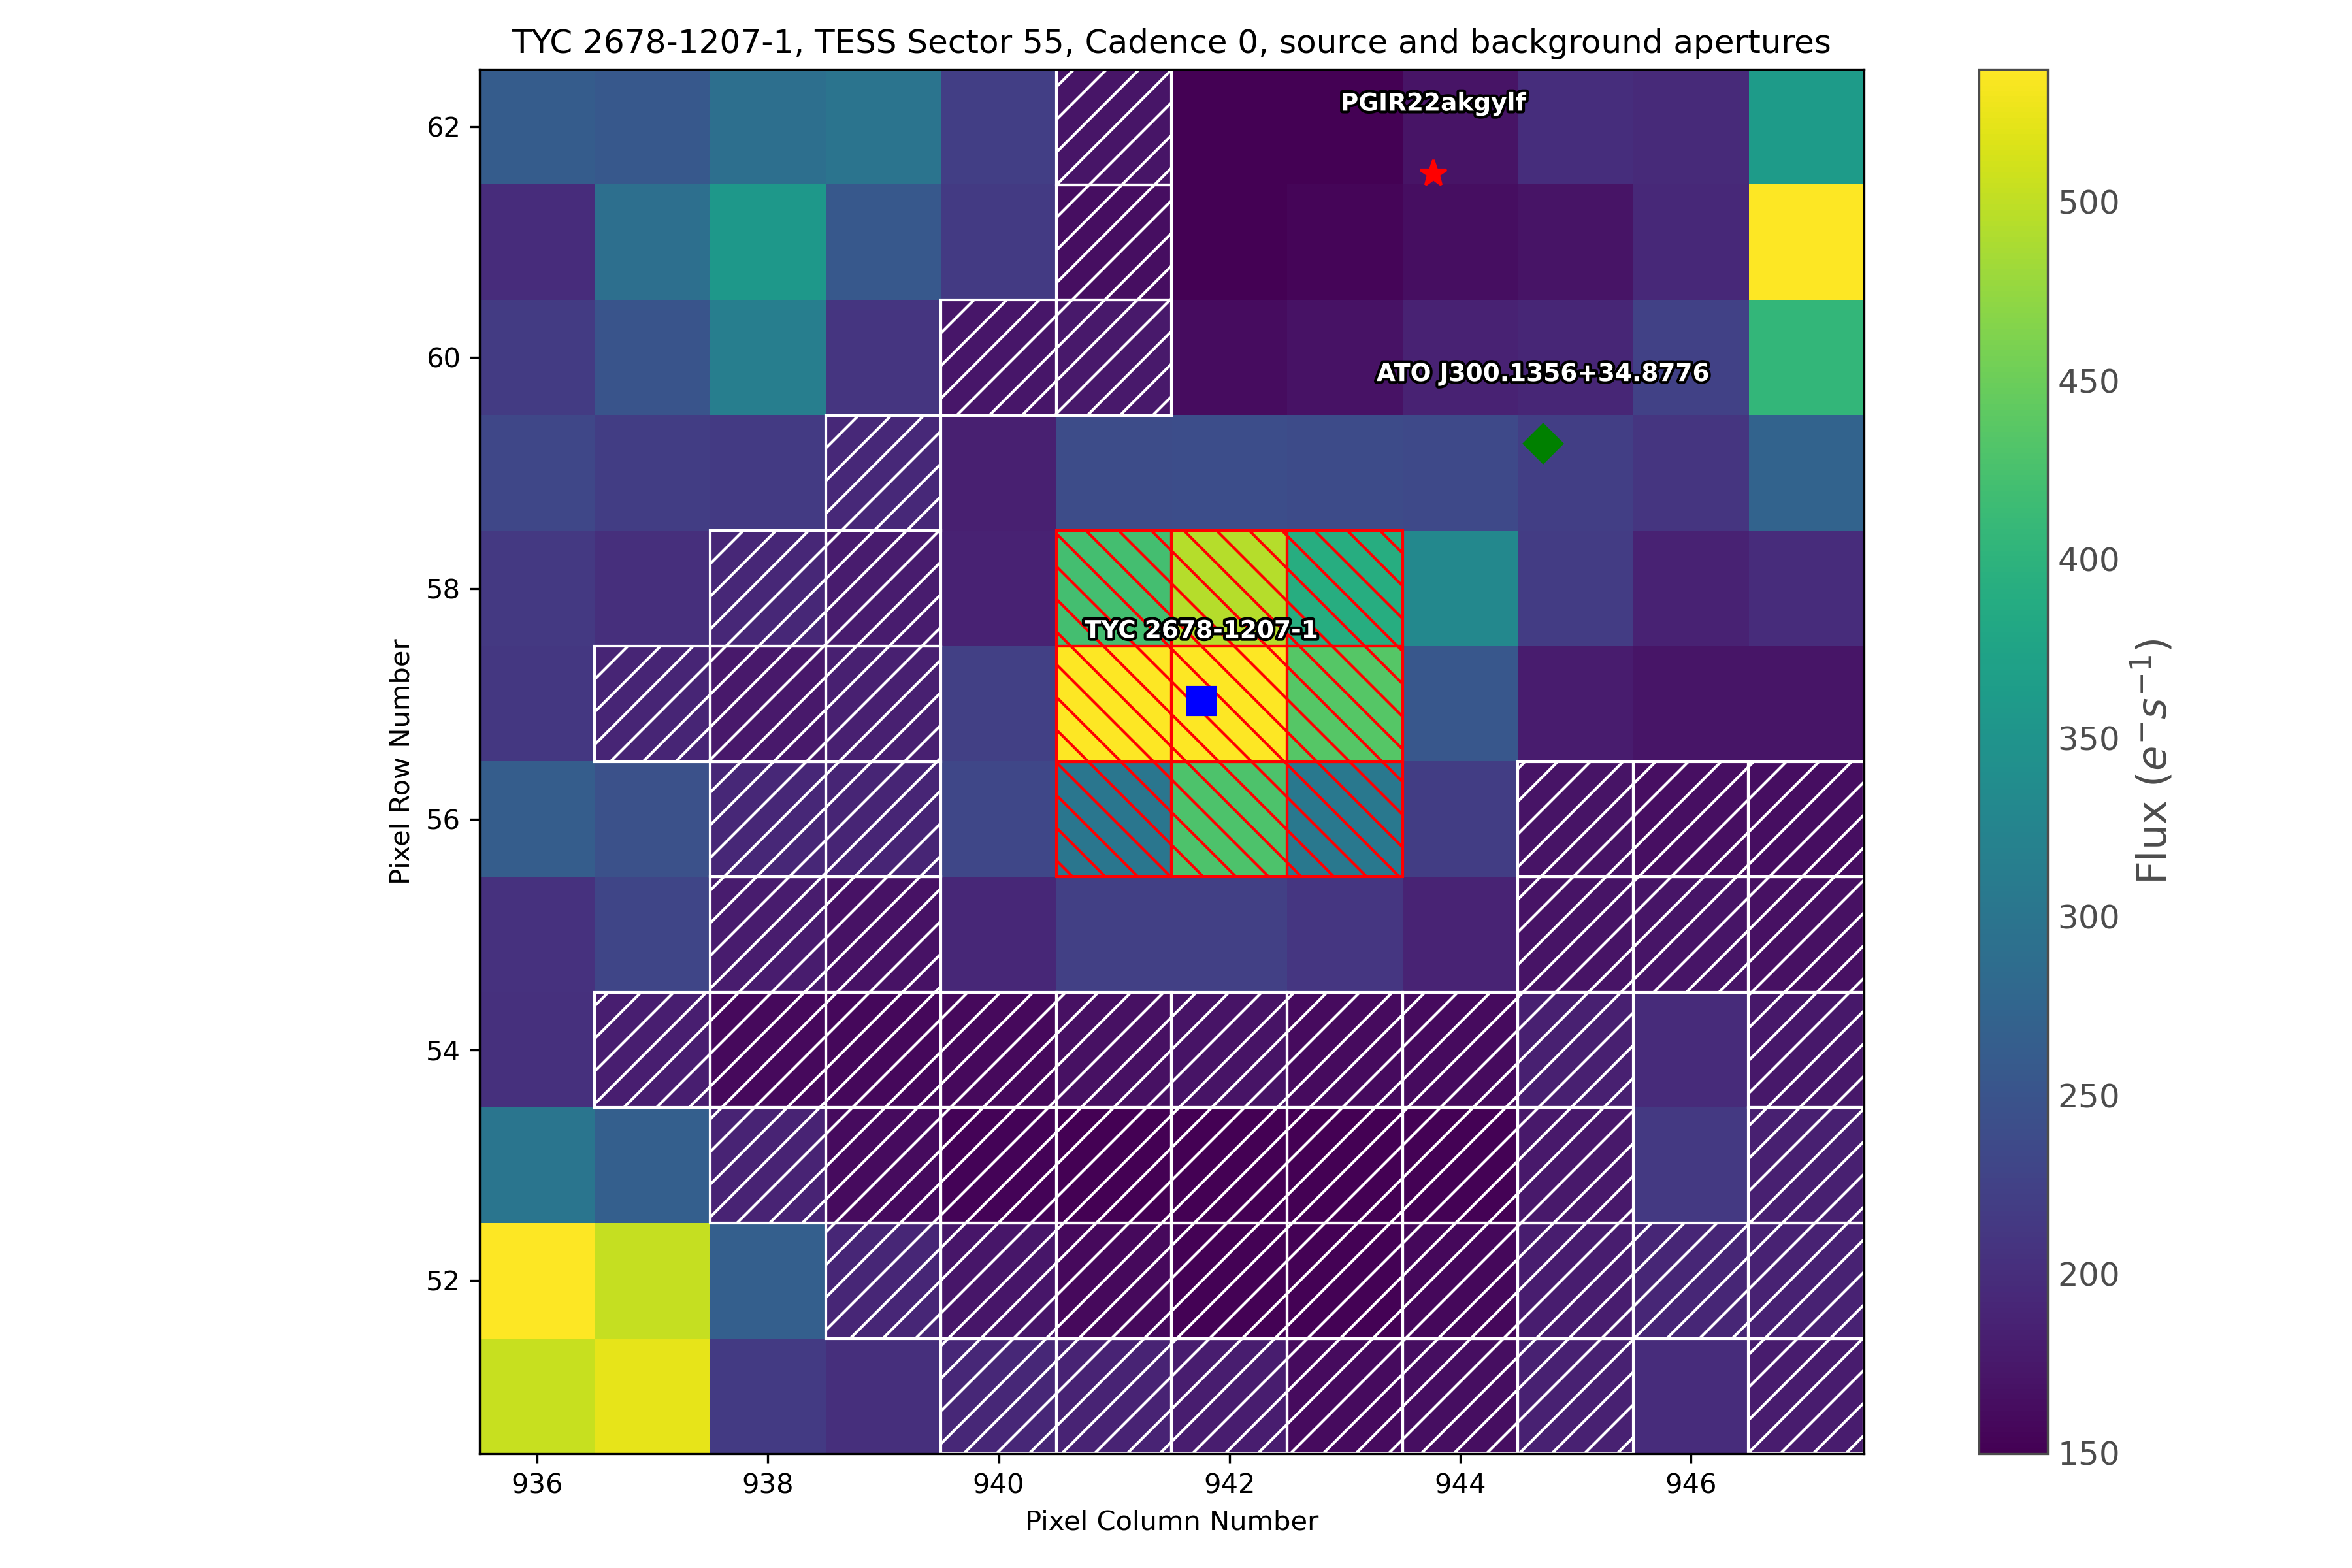 TYC 2678-1207-1, TESS Sector 55, Cadence 0, source and background apertures
PGIR22akgylf
ATO J300.1356+34.8776
TYC 2678-1207-1
Pixel Row Number
62
60
58
56
54
52
936
938
940
942
944
946
Pixel Column Number
500
450
400
350
300
250
200
150
Flux (e⁻s⁻¹)